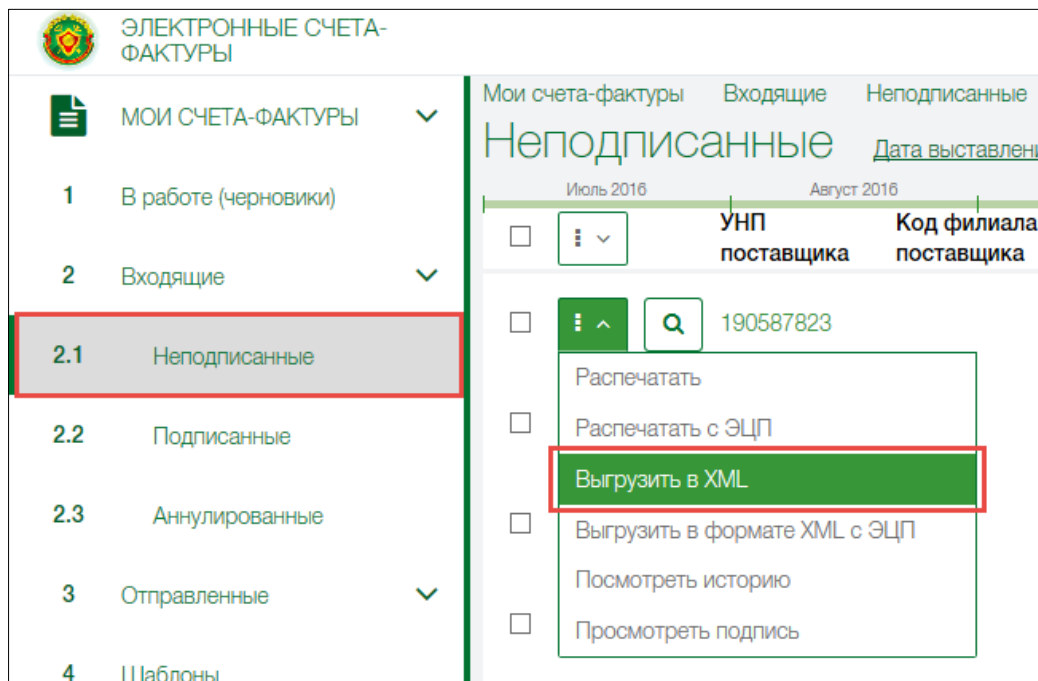 ЭЛЕКТРОННЫЕ СЧЕТА-
ФАКТУРЫ
МОИ СЧЕТА-ФАКТУРЫ
1 В работе (черновики)
2 Входящие
2.1 Неподписанные
2.2 Подписанные
2.3 Аннулированные
3 Отправленные
4 Шаблоны
Мои счета-фактуры Входящие Неподписанные
Неподписанные Дата выставлени
Июль 2016 Август 2016
УНП Код филиала
поставщика поставщика
190587823
Распечатать
Распечатать с ЭЦП
Выгрузить в XML
Выгрузить в формате XML с ЭЦП
Посмотреть историю
Просмотреть подпись